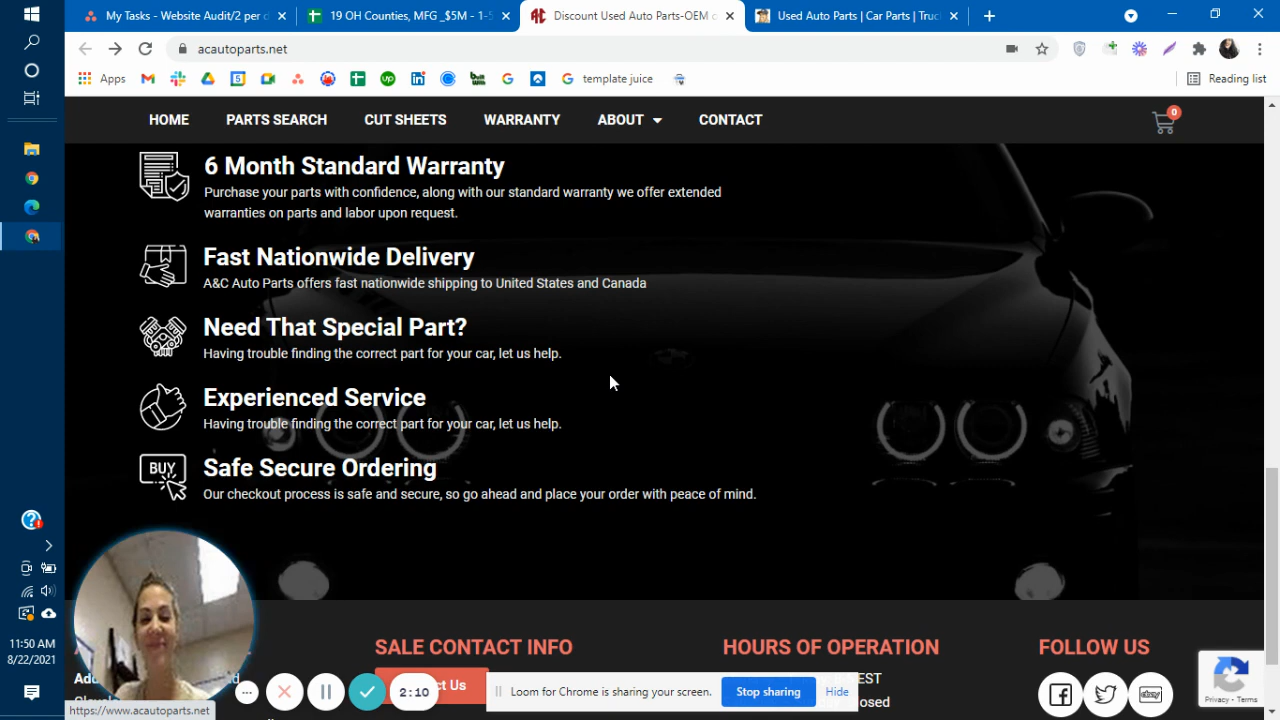 My Tasks - Website Audit/2 per d
19 OH Counties, MFG _$5M - 1-5
Discount Used Auto Parts-OEM o
Used Auto Parts | Car Parts | Truc
acautoparts.net
Apps
template juice
Reading list
HOME
PARTS SEARCH
CUT SHEETS
WARRANTY
ABOUT
CONTACT
0
6 Month Standard Warranty
Purchase your parts with confidence, along with our standard warranty we offer extended
warranties on parts and labor upon request.
Fast Nationwide Delivery
A&C Auto Parts offers fast nationwide shipping to United States and Canada
Need That Special Part?
Having trouble finding the correct part for your car, let us help.
Experienced Service
Having trouble finding the correct part for your car, let us help.
BUY
Safe Secure Ordering
Our checkout process is safe and secure, so go ahead and place your order with peace of mind.
SALE CONTACT INFO
HOURS OF OPERATION
FOLLOW US
11:50 AM
8/22/2021
2:10
Loom for Chrome is sharing your screen.
Stop sharing
Hide
EST
osed
etsy
Privacy - Terms
https://www.acautoparts.net